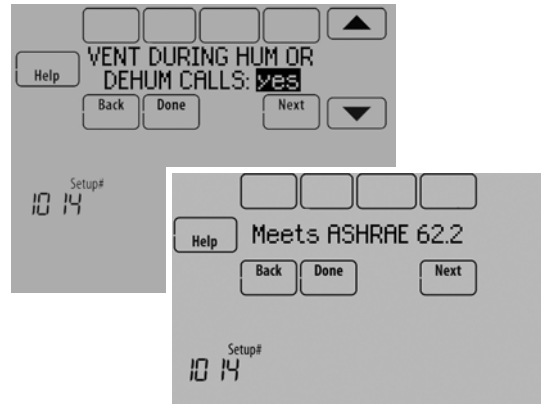 VENT DURING HUM OR
Help
DEHUM CALLS: yes
Back Done Next
Setup#
1014
Meets ASHRAE 62.2
Help
Back Done Next
Setup#
1014